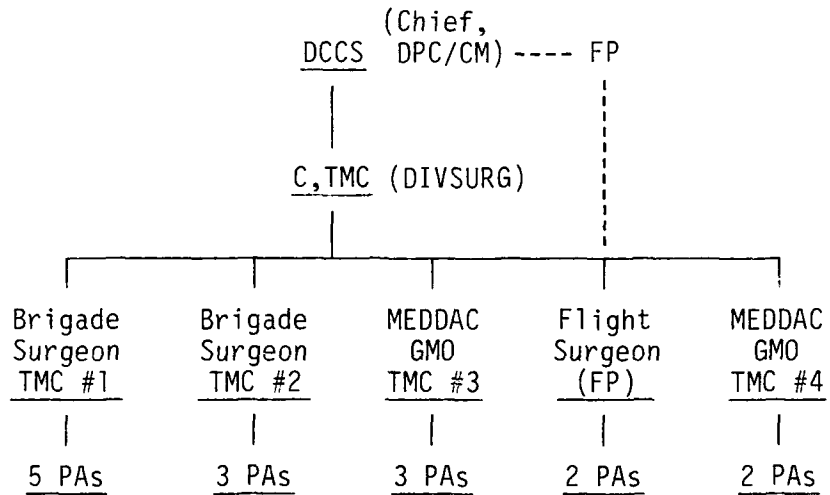 (Chief,
DCCS DPC/CM) ---- FP
C,TMC (DIVSURG)
Brigade Brigade MEDDAC Flight MEDDAC
Surgeon Surgeon GMO Surgeon GMO
TMC #1 TMC #2 TMC #3 (FP) TMC #4
5 PAs 3 PAs 3 PAs 2 PAs 2 PAs